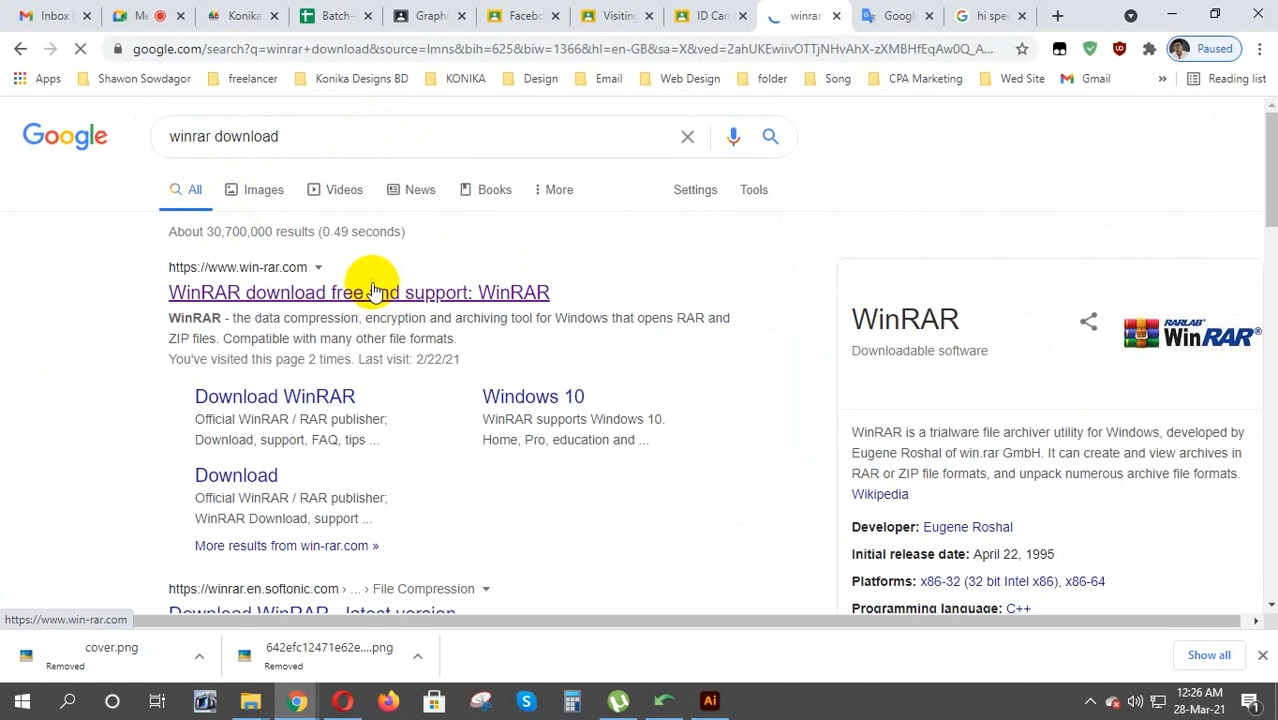 Inbox (
Me
Konika
Batch-
Graphi
Facebo
Visiting
ID Car
winrar
Google
hi spe
google.com/search?q=winrar+download&source=lmns&bih=625&biw=1366&hl=en-GB&sa=X&ved=2ahUKEwiivOTTjNHvAhX-zXMBHfEqAw0Q_A...
Paused
Apps
Shawon Sowdagor
freelancer
Konika Designs BD
KONIKA
Design
Email
Web Design
folder
Song
CPA Marketing
Wed Site
Gmail
»
Reading list
Google
winrar download
All
Images
Videos
News
Books
More
Settings
Tools
About 30,700,000 results (0.49 seconds)
https://www.win-rar.com
WinRAR download free and support: WinRAR
WinRAR - the data compression, encryption and archiving tool for Windows that opens RAR and
ZIP files. Compatible with many other file formats.
You've visited this page 2 times. Last visit: 2/22/21
Download WinRAR
Official WinRAR / RAR publisher;
Download, support, FAQ, tips ...
Windows 10
WinRAR supports Windows 10.
Home, Pro, education and ...
Download
Official WinRAR / RAR publisher;
WinRAR Download, support ...
More results from win-rar.com »
https://winrar.en.softonic.com › ... › File Compression
Download WinRAR - latest version
WinRAR
Downloadable software
RARLAB
WinRAR
WinRAR is a trialware file archiver utility for Windows, developed by
Eugene Roshal of win.rar GmbH. It can create and view archives in
RAR or ZIP file formats, and unpack numerous archive file formats.
Wikipedia
Developer: Eugene Roshal
Initial release date: April 22, 1995
Platforms: x86-32 (32 bit Intel x86), x86-64
Programming language: C++
https://www.win-rar.com
cover.png
Removed
642efc12471e62e....png
Removed
Show all
Ai
12:26 AM
28-Mar-21
1